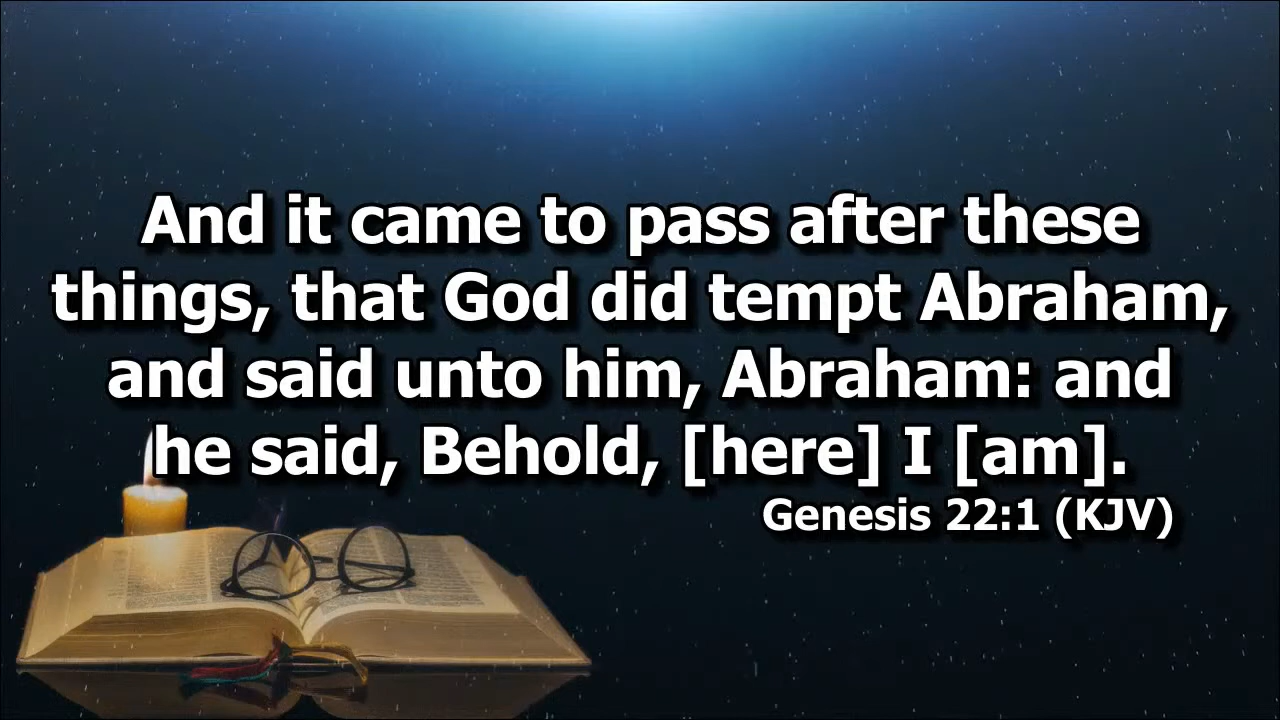 And it came to pass after these
things, that God did tempt Abraham,
and said unto him, Abraham: and
he said, Behold, [here] I [am].
Genesis 22:1 (KJV)